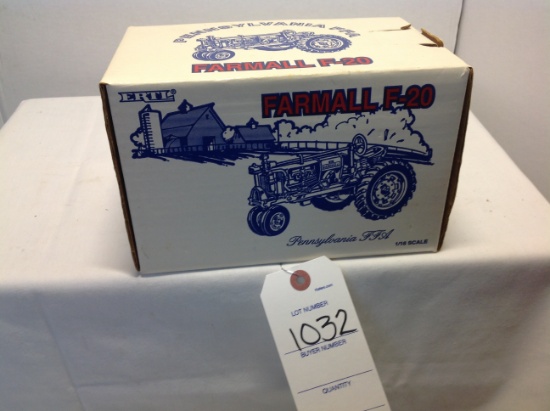 PENNSYLVANIA FFA
FARMALL F-20
ERTL
FARMALL F-20
Pennsylvania FFA
1/16 SCALE
LOT NUMBER
1032
BUYER NUMBER
QUANTITY